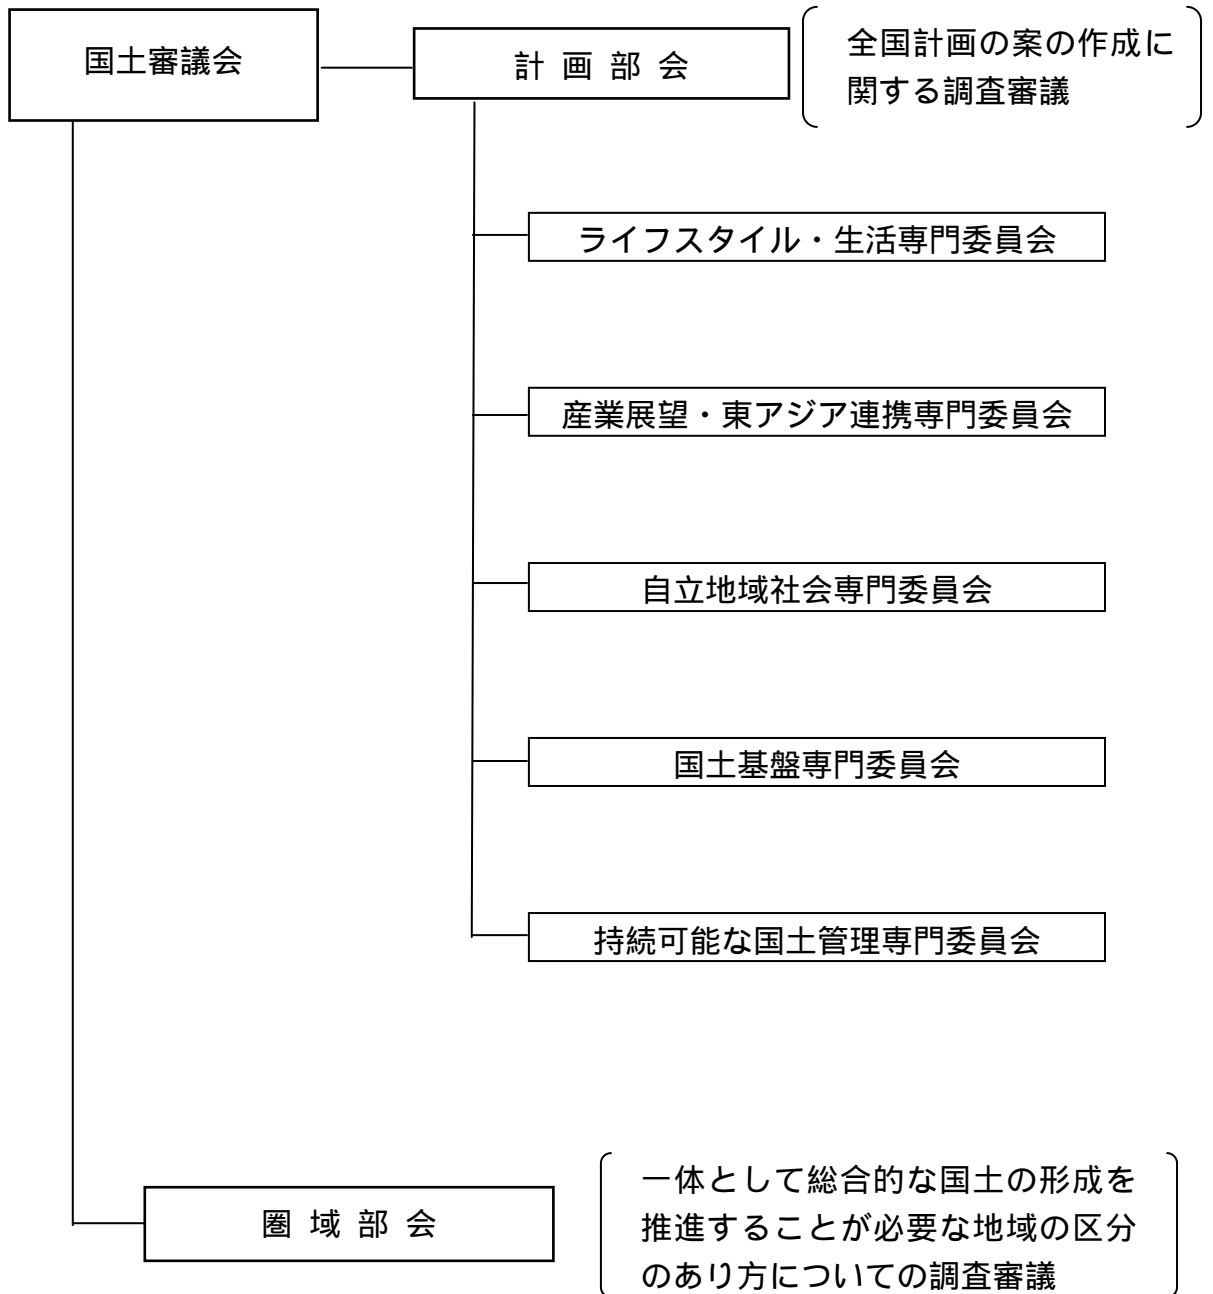 国土審議会
計 画 部 会
全国計画の案の作成に
関する調査審議
ライフスタイル・生活専門委員会
産業展望・東アジア連携専門委員会
自立地域社会専門委員会
国土基盤専門委員会
持続可能な国土管理専門委員会
圏 域 部 会
一体として総合的な国土の形成を
推進することが必要な地域の区分
のあり方についての調査審議